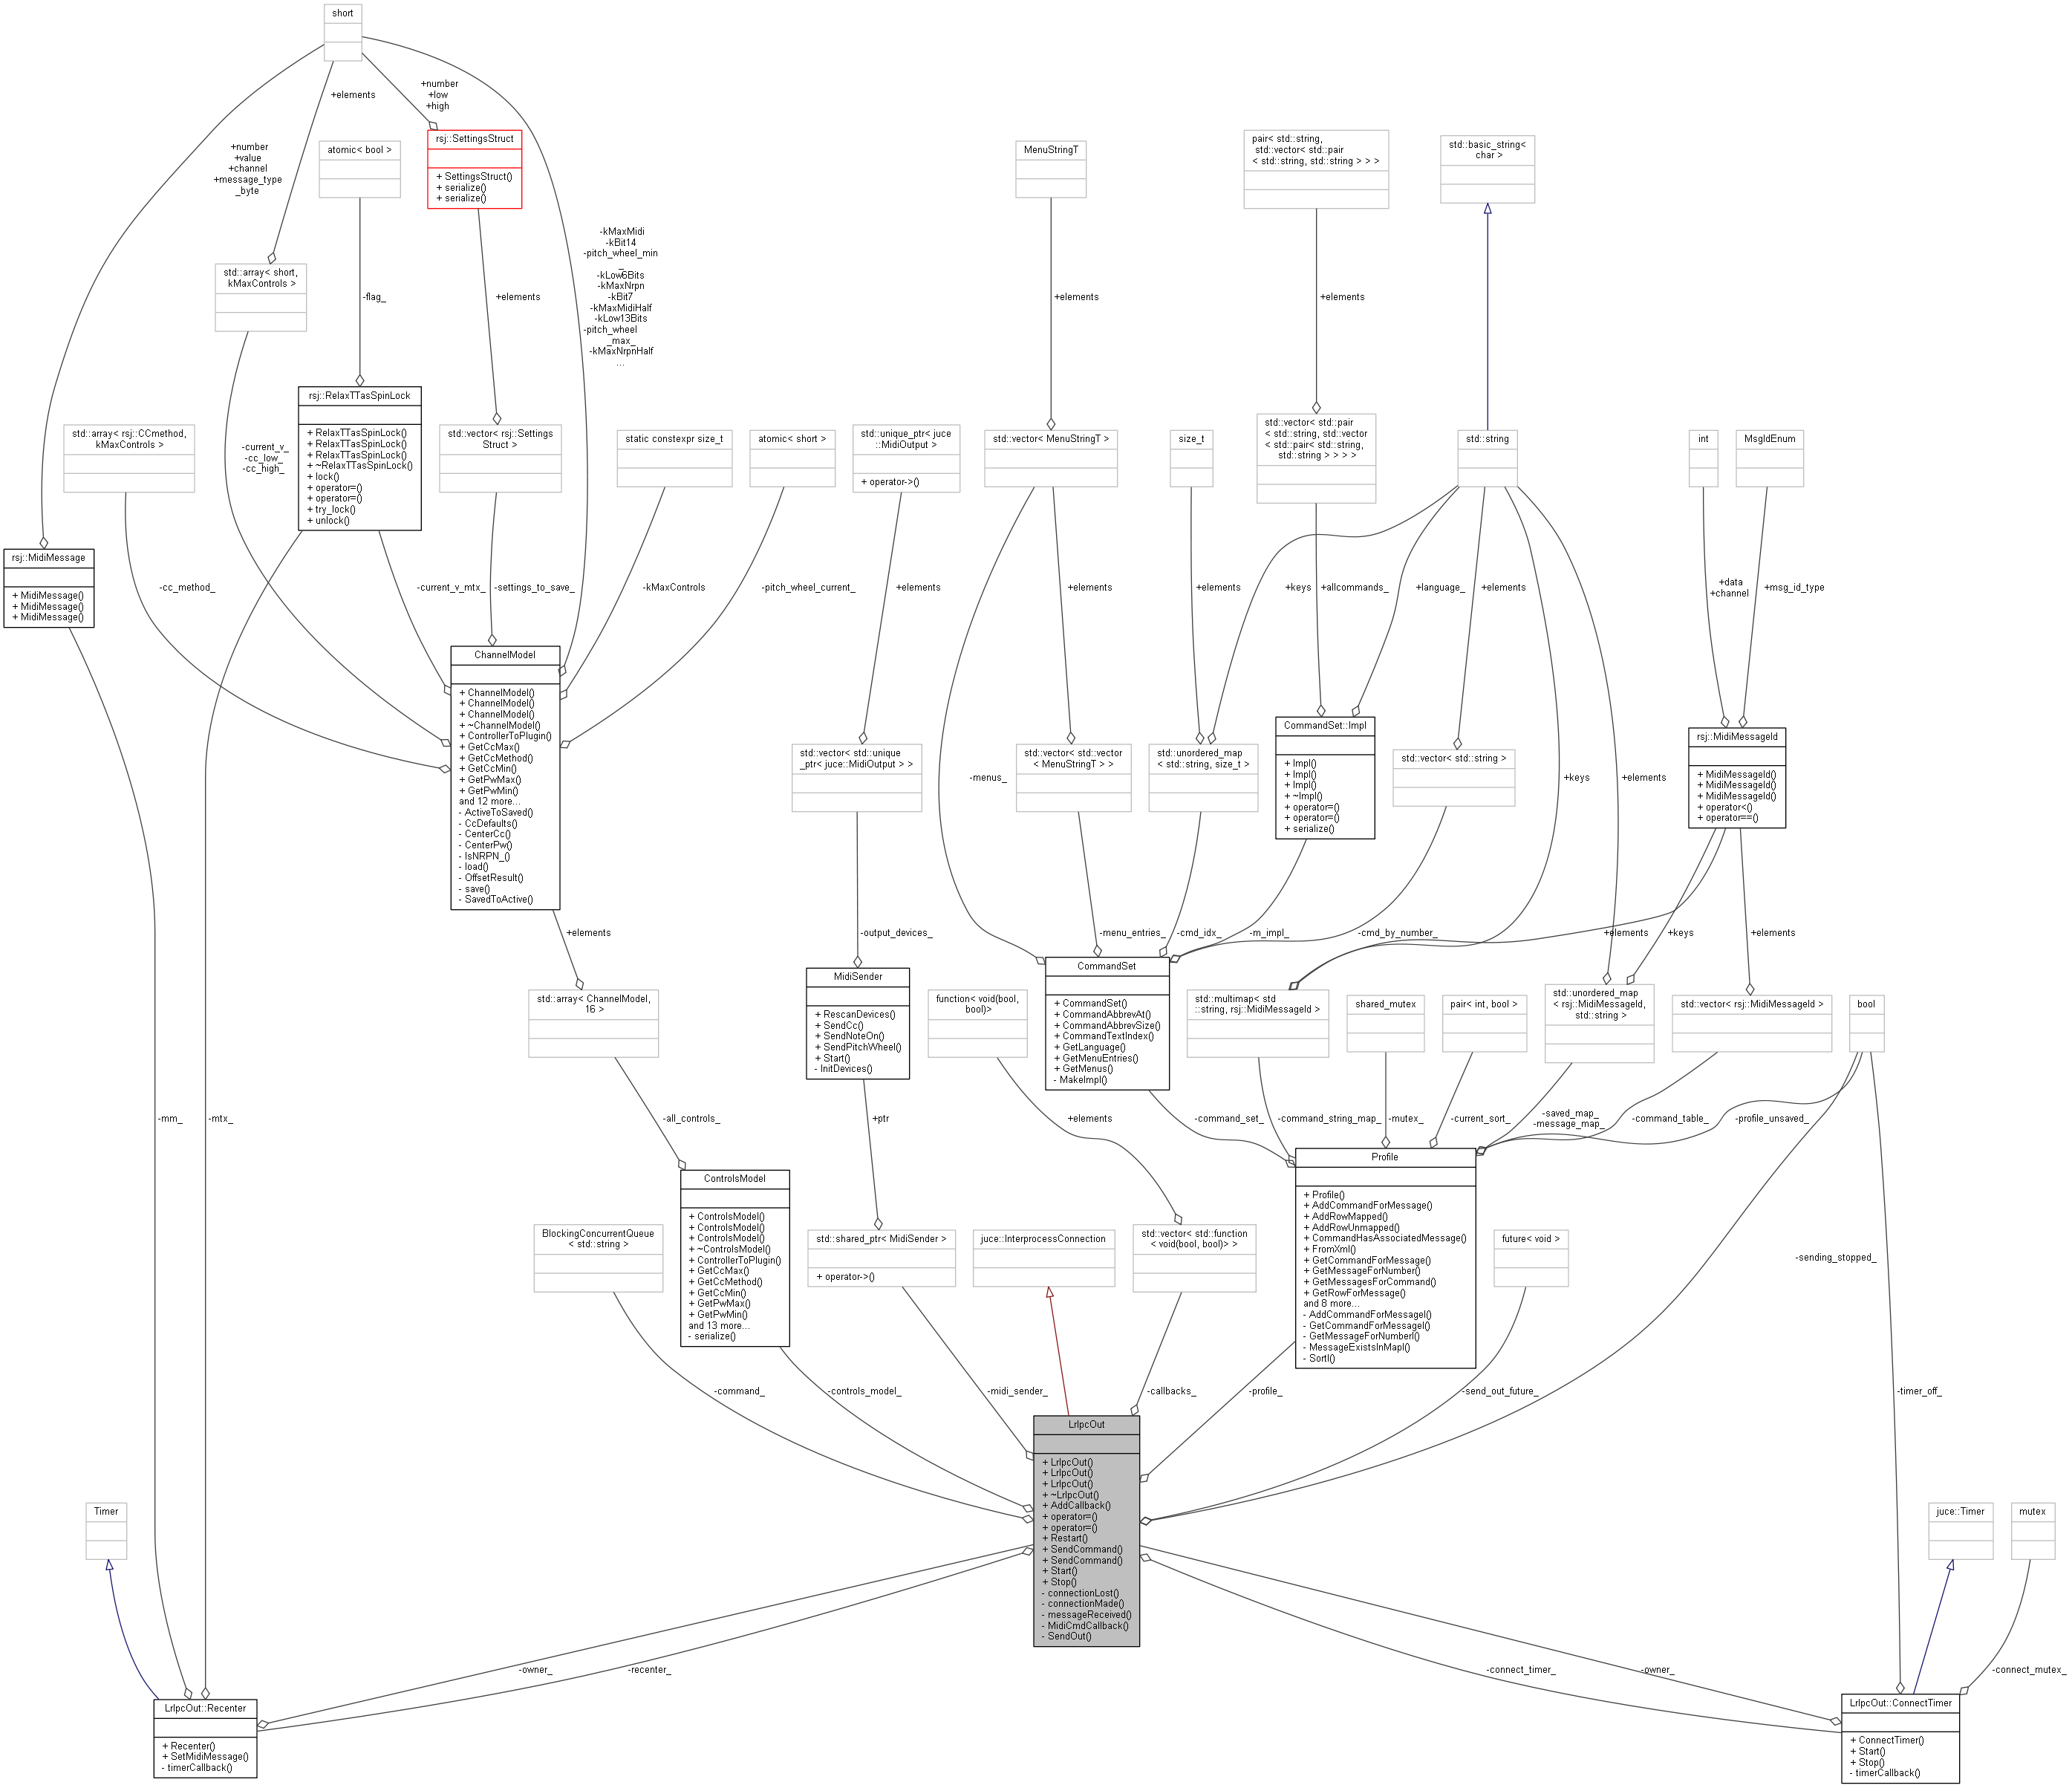 short
+number
+low
+high
+elements
rsj::SettingsStruct
+ SettingsStruct()
+ serialize()
+ serialize()
atomic< bool >
MenuStringT
pair< std::string,
std::vector< std::pair
< std::string, std::string > > >
std::basic_string<
char >
+number
+value
+channel
+message_type
_byte
-kMaxMidi
-kBit14
-pitch_wheel_min
_
-kLow6Bits
-kMaxNrpn
-kBit7
-kMaxMidiHalf
-kLow13Bits
-pitch_wheel
_max_
-kMaxNrpnHalf
...
std::array< short,
kMaxControls >
-flag_
+elements
+elements
+elements
rsj::RelaxTTasSpinLock
+ RelaxTTasSpinLock()
+ RelaxTTasSpinLock()
+ RelaxTTasSpinLock()
+ ~RelaxTTasSpinLock()
+ lock()
+ operator=()
+ operator=()
+ try_lock()
+ unlock()
std::array< rsj::CCmethod,
kMaxControls >
-current_v_
-cc_low_
-cc_high_
std::vector< rsj::Settings
Struct >
static constexpr size_t
atomic< short >
std::unique_ptr< juce
::MidiOutput >
+ operator->()
std::vector< MenuStringT >
size_t
std::vector< std::pair
< std::string, std::vector
< std::pair< std::string,
std::string > > > >
std::string
int
MsgIdEnum
rsj::MidiMessage
+ MidiMessage()
+ MidiMessage()
+ MidiMessage()
-cc_method_
-current_v_mtx_
-settings_to_save_
-kMaxControls
-pitch_wheel_current_
+elements
+elements
+elements
+keys
+allcommands_
+language_
+elements
+data
+channel
+msg_id_type
ChannelModel
+ ChannelModel()
+ ChannelModel()
+ ChannelModel()
+ ~ChannelModel()
+ ControllerToPlugin()
+ GetCcMax()
+ GetCcMethod()
+ GetCcMin()
+ GetPwMax()
+ GetPwMin()
and 12 more...
- ActiveToSaved()
- CcDefaults()
- CenterCc()
- CenterPw()
- IsNRPN_()
- load()
- OffsetResult()
- save()
- SavedToActive()
std::vector< std::unique
_ptr< juce::MidiOutput > >
-menus_
std::vector< std::vector
< MenuStringT > >
std::unordered_map
< std::string, size_t >
CommandSet::Impl
+ Impl()
+ Impl()
+ Impl()
+ ~Impl()
+ operator=()
+ operator=()
+ serialize()
std::vector< std::string >
+keys
+elements
rsj::MidiMessageId
+ MidiMessageId()
+ MidiMessageId()
+ MidiMessageId()
+ operator<()
+ operator==()
+elements
-output_devices_
-menu_entries_
-cmd_idx_
-m_impl_
-cmd_by_number_
+elements
+keys
+elements
std::array< ChannelModel,
16 >
MidiSender
+ RescanDevices()
+ SendCc()
+ SendNoteOn()
+ SendPitchWheel()
+ Start()
- InitDevices()
function< void(bool,
bool)>
CommandSet
+ CommandSet()
+ CommandAbbrevAt()
+ CommandAbbrevSize()
+ CommandTextIndex()
+ GetLanguage()
+ GetMenuEntries()
+ GetMenus()
- MakeImpl()
std::multimap< std
::string, rsj::MidiMessageId >
shared_mutex
pair< int, bool >
std::unordered_map
< rsj::MidiMessageId,
std::string >
std::vector< rsj::MidiMessageId >
bool
-mm_
-mtx_
-all_controls_
+ptr
+elements
-command_set_
-command_string_map_
-mutex_
-current_sort_
-saved_map_
-message_map_
-command_table_
-profile_unsaved_
ControlsModel
+ ControlsModel()
+ ControlsModel()
+ ControlsModel()
+ ~ControlsModel()
+ ControllerToPlugin()
+ GetCcMax()
+ GetCcMethod()
+ GetCcMin()
+ GetPwMax()
+ GetPwMin()
and 13 more...
- serialize()
Profile
+ Profile()
+ AddCommandForMessage()
+ AddRowMapped()
+ AddRowUnmapped()
+ CommandHasAssociatedMessage()
+ FromXml()
+ GetCommandForMessage()
+ GetMessageForNumber()
+ GetMessagesForCommand()
+ GetRowForMessage()
and 8 more...
- AddCommandForMessageI()
- GetCommandForMessageI()
- GetMessageForNumberI()
- MessageExistsInMapI()
- SortI()
BlockingConcurrentQueue
< std::string >
std::shared_ptr< MidiSender >
+ operator->()
juce::InterprocessConnection
std::vector< std::function
< void(bool, bool)> >
future< void >
-sending_stopped_
-command_
-controls_model_
-midi_sender_
-callbacks_
-profile_
-send_out_future_
-timer_off_
LrIpcOut
+ LrIpcOut()
+ LrIpcOut()
+ LrIpcOut()
+ ~LrIpcOut()
+ AddCallback()
+ operator=()
+ operator=()
+ Restart()
+ SendCommand()
+ SendCommand()
+ Start()
+ Stop()
- connectionLost()
- connectionMade()
- messageReceived()
- MidiCmdCallback()
- SendOut()
Timer
juce::Timer
mutex
-owner_
-recenter_
-connect_timer_
-owner_
-connect_mutex_
LrIpcOut::Recenter
+ Recenter()
+ SetMidiMessage()
- timerCallback()
LrIpcOut::ConnectTimer
+ ConnectTimer()
+ Start()
+ Stop()
- timerCallback()